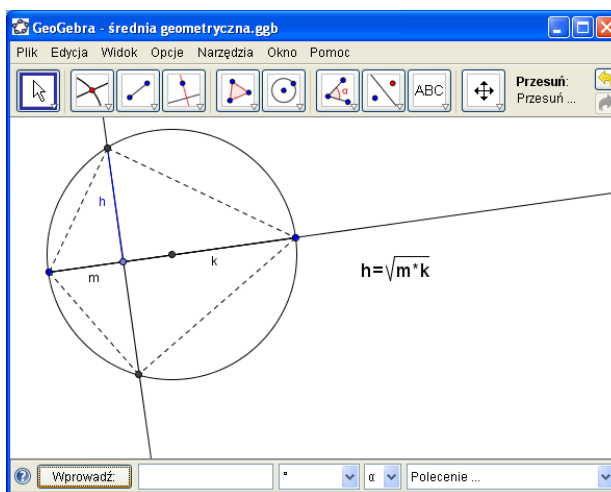 GeoGebra - średnia geometryczna.ggb
Plik Edycja Widok Opcje Narzędzia Okno Pomoc
α ABC Przesuń:
Przesuń ...
h
k
m
h=√m*k
Wprowadź: ° α Polecenie ...